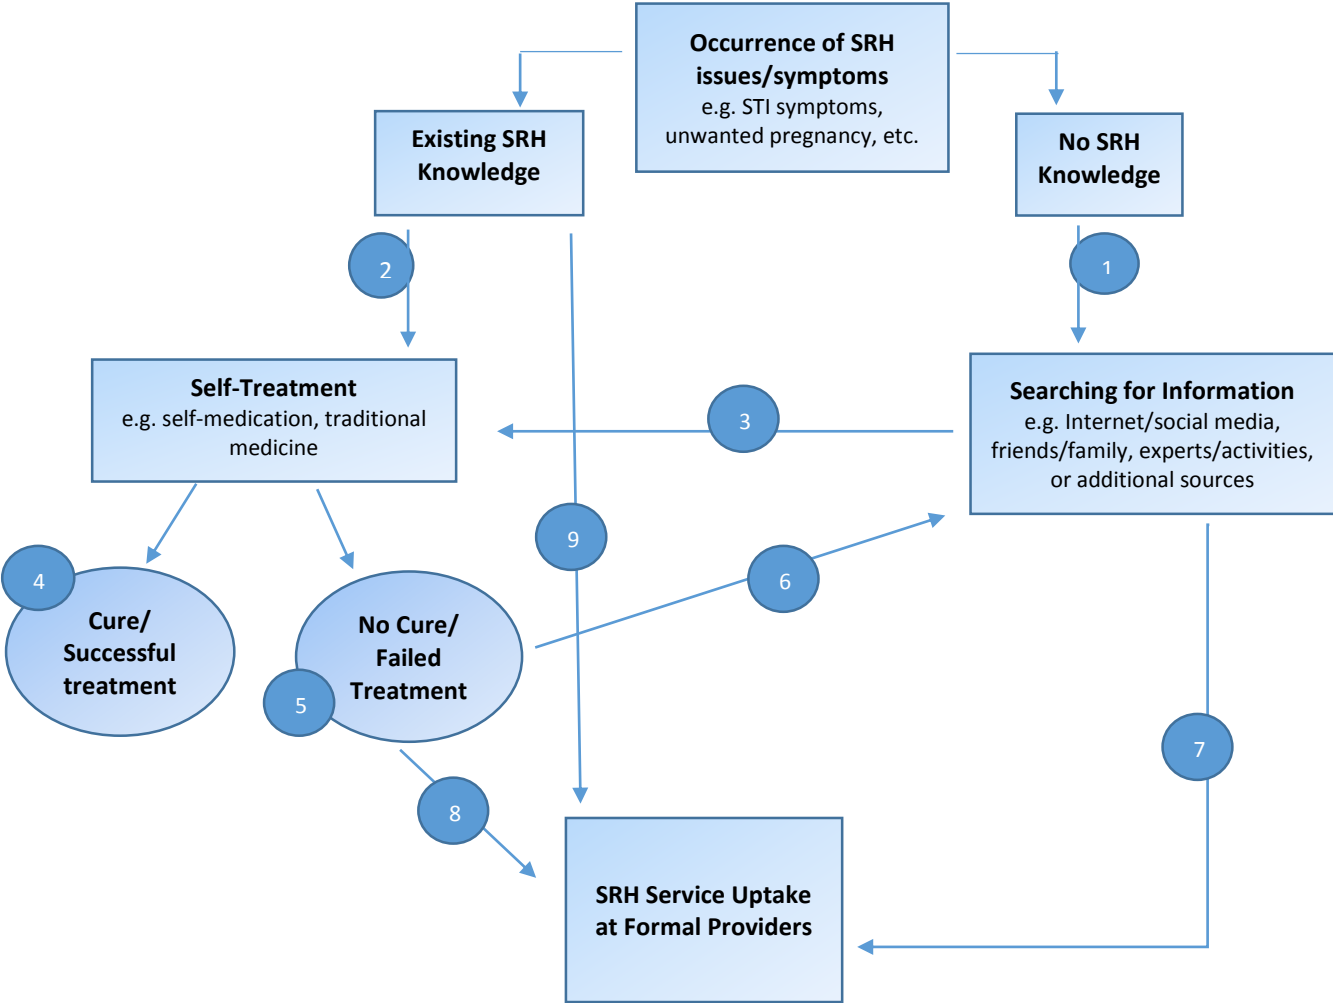 Occurrence of SRH
issues/symptoms
e.g. STI symptoms,
unwanted pregnancy, etc.
Existing SRH
Knowledge
No SRH
Knowledge
2
1
Self-Treatment
e.g. self-medication, traditional
medicine
3
Searching for Information
e.g. Internet/social media,
friends/family, experts/activities,
or additional sources
4
Cure/
Successful
treatment
No Cure/
Failed
Treatment
5
9
6
7
8
SRH Service Uptake
at Formal Providers